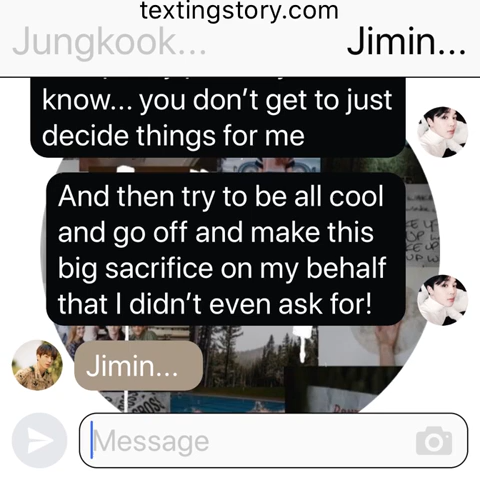 textingstory.com
Jungkook... Jimin...
know... you don’t get to just
decide things for me
And then try to be all cool
and go off and make this
big sacrifice on my behalf
that I didn’t even ask for!
Jimin...
Message